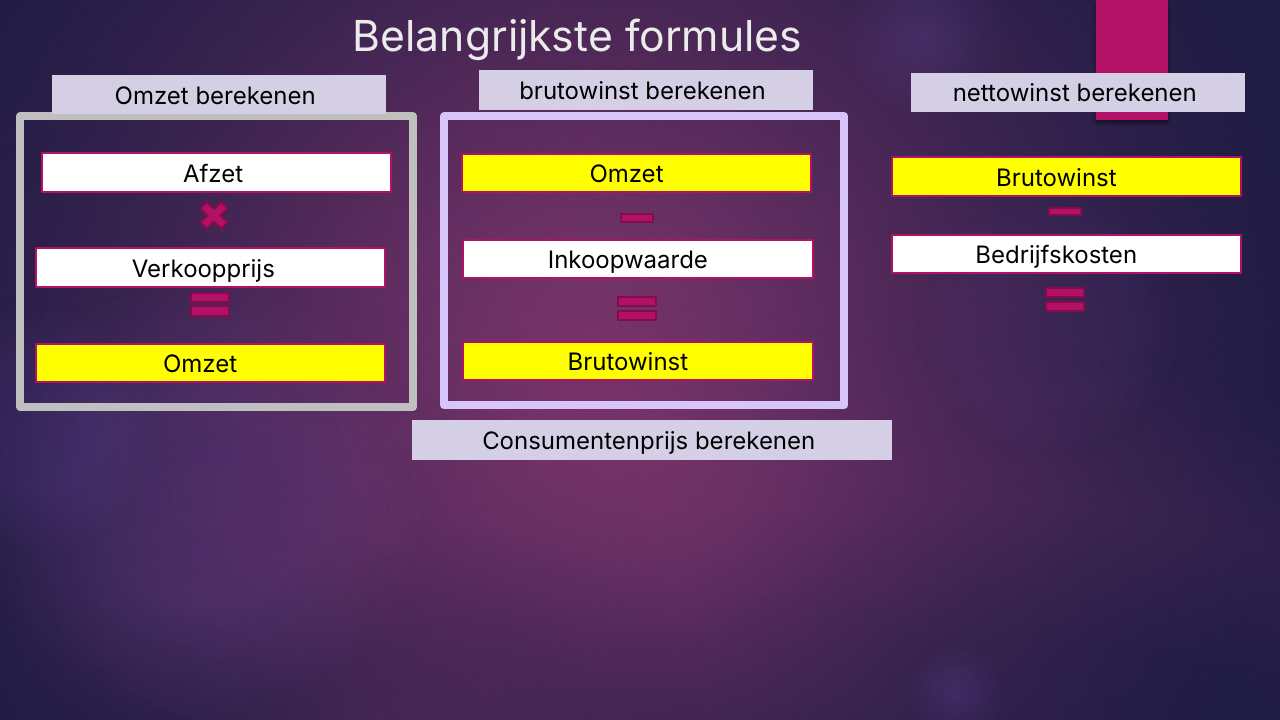 Belangrijkste formules
Omzet berekenen
Afzet
Verkoopprijs
Omzet
brutowinst berekenen
Omzet
Inkoopwaarde
Brutowinst
nettowinst berekenen
Brutowinst
Bedrijfskosten
Consumentenprijs berekenen